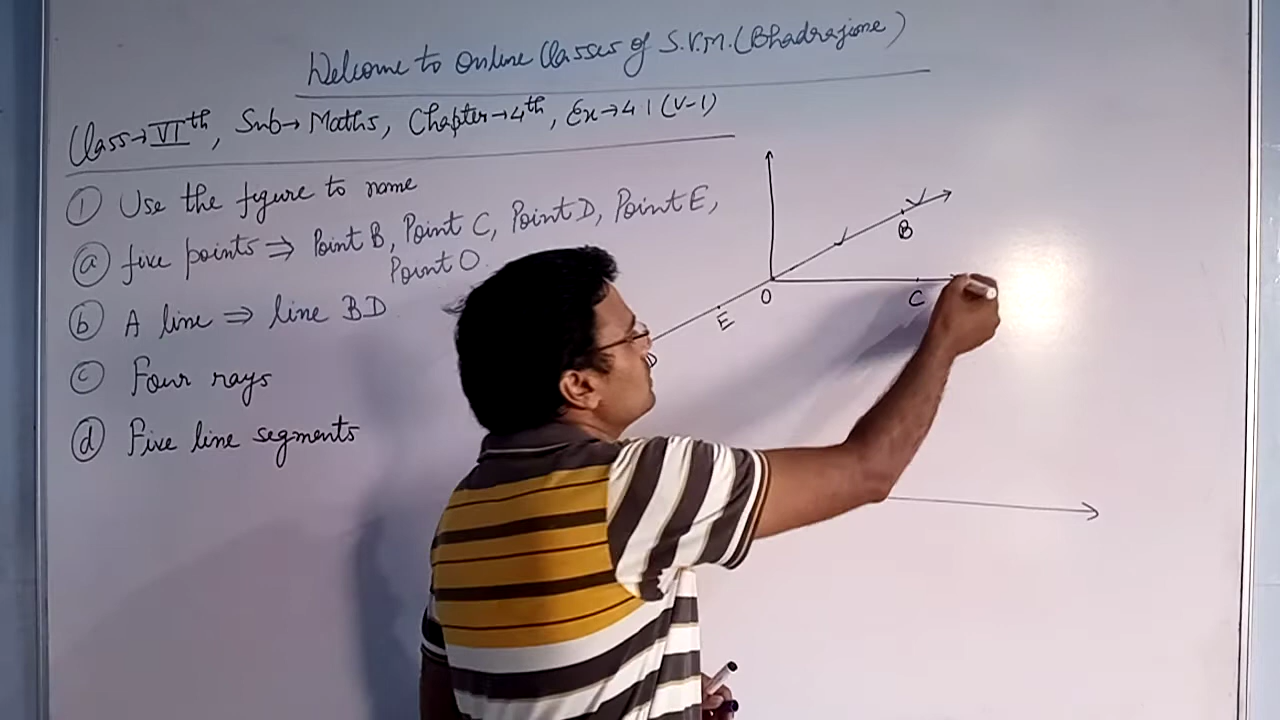 Welcome to Online Classes of S.V.M. (Bhadrajune)
Class→VIth, Sub→Maths, Chapter→4th, Ex→4.1 (V-1)
① Use the figure to name
ⓐ five points ⇒ Point B, Point C, Point D, Point E,
Point O.
ⓑ A line ⇒ line BD
ⓒ Four rays
ⓓ Five line segments
B
O
C
E
D